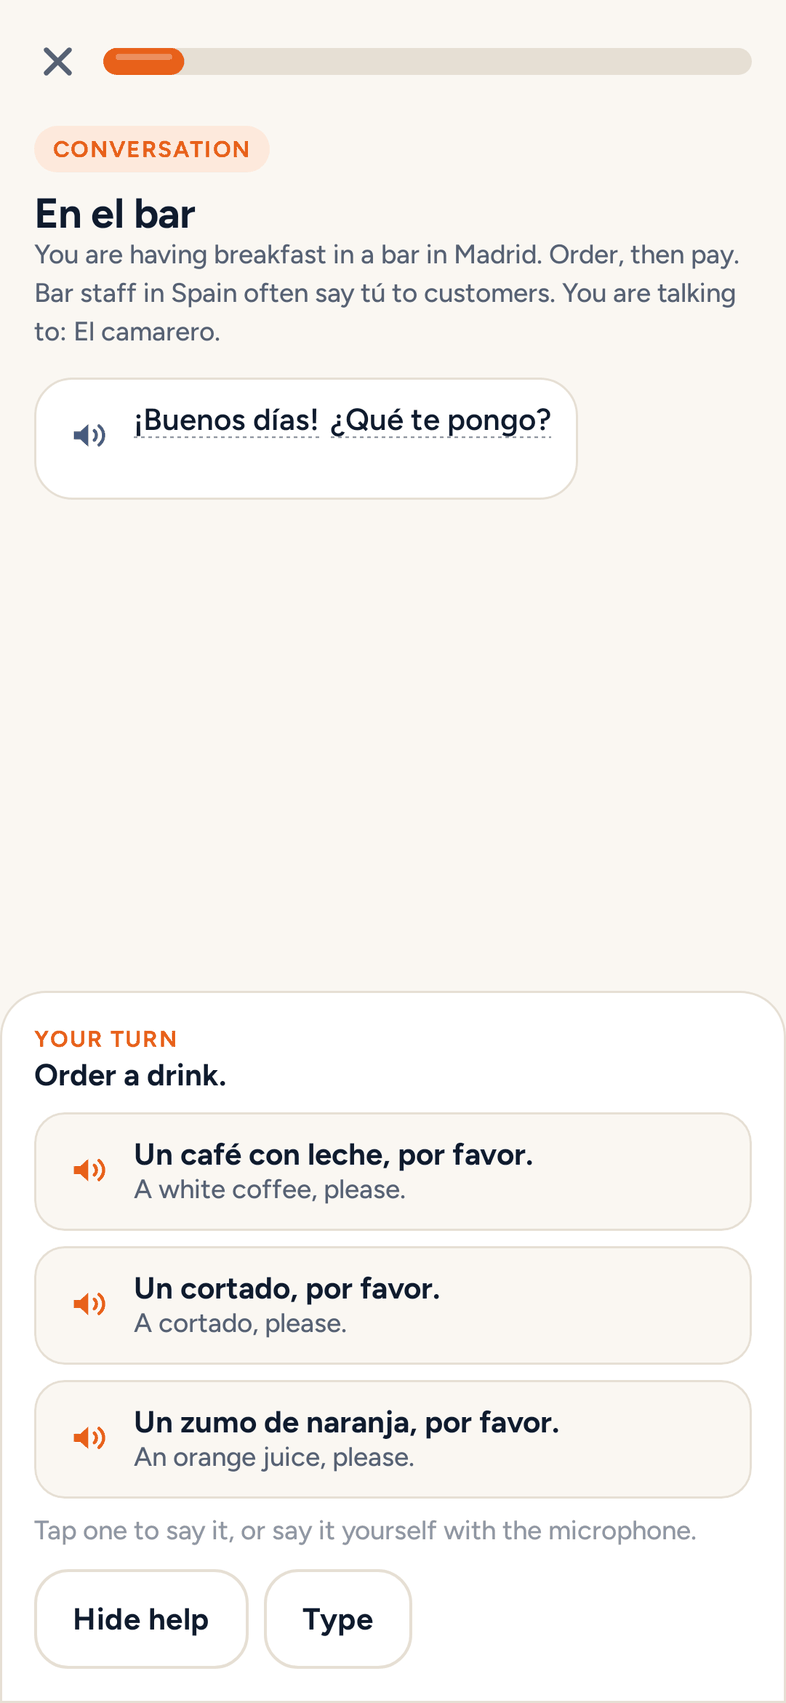 CONVERSATION
En el bar
You are having breakfast in a bar in Madrid. Order, then pay.
Bar staff in Spain often say tú to customers. You are talking
to: El camarero.
¡Buenos días! ¿Qué te pongo?
YOUR TURN
Order a drink.
Un café con leche, por favor.
A white coffee, please.
Un cortado, por favor.
A cortado, please.
Un zumo de naranja, por favor.
An orange juice, please.
Tap one to say it, or say it yourself with the microphone.
Hide help
Type